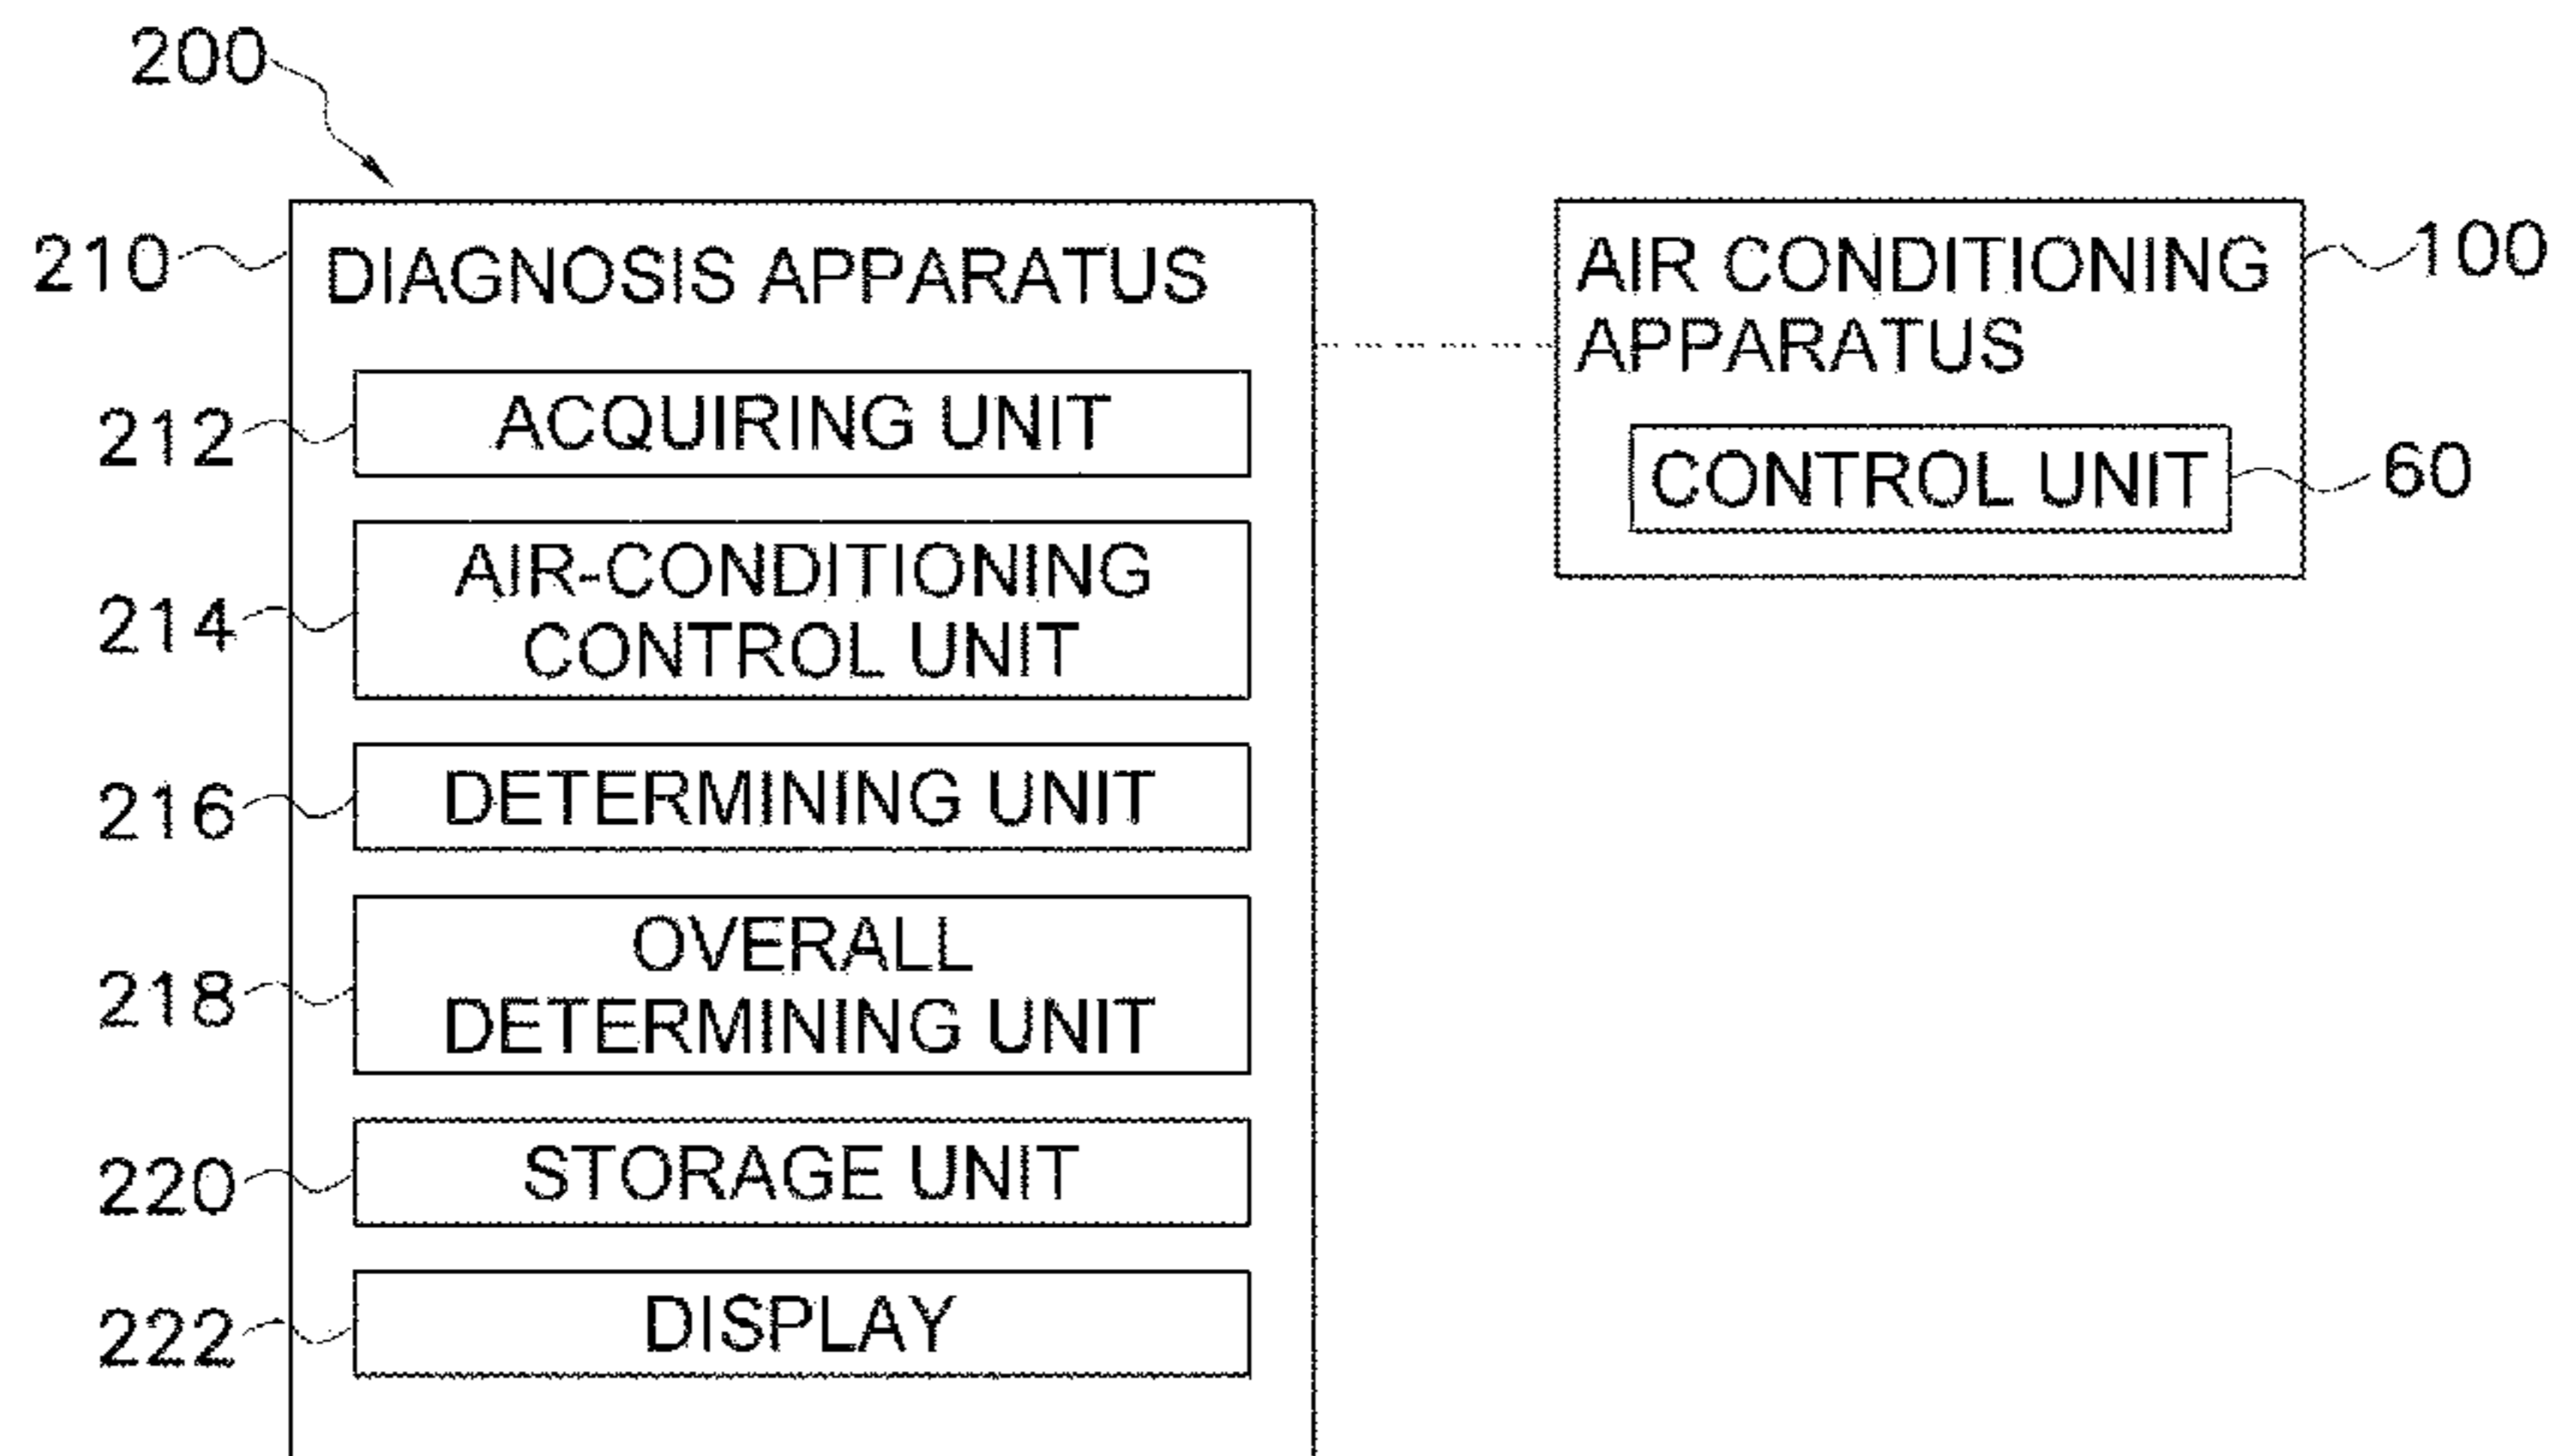 200
210
DIAGNOSIS APPARATUS
212
ACQUIRING UNIT
214
AIR-CONDITIONING
CONTROL UNIT
216
DETERMINING UNIT
218
OVERALL
DETERMINING UNIT
220
STORAGE UNIT
222
DISPLAY
AIR CONDITIONING
APPARATUS
100
CONTROL UNIT
60